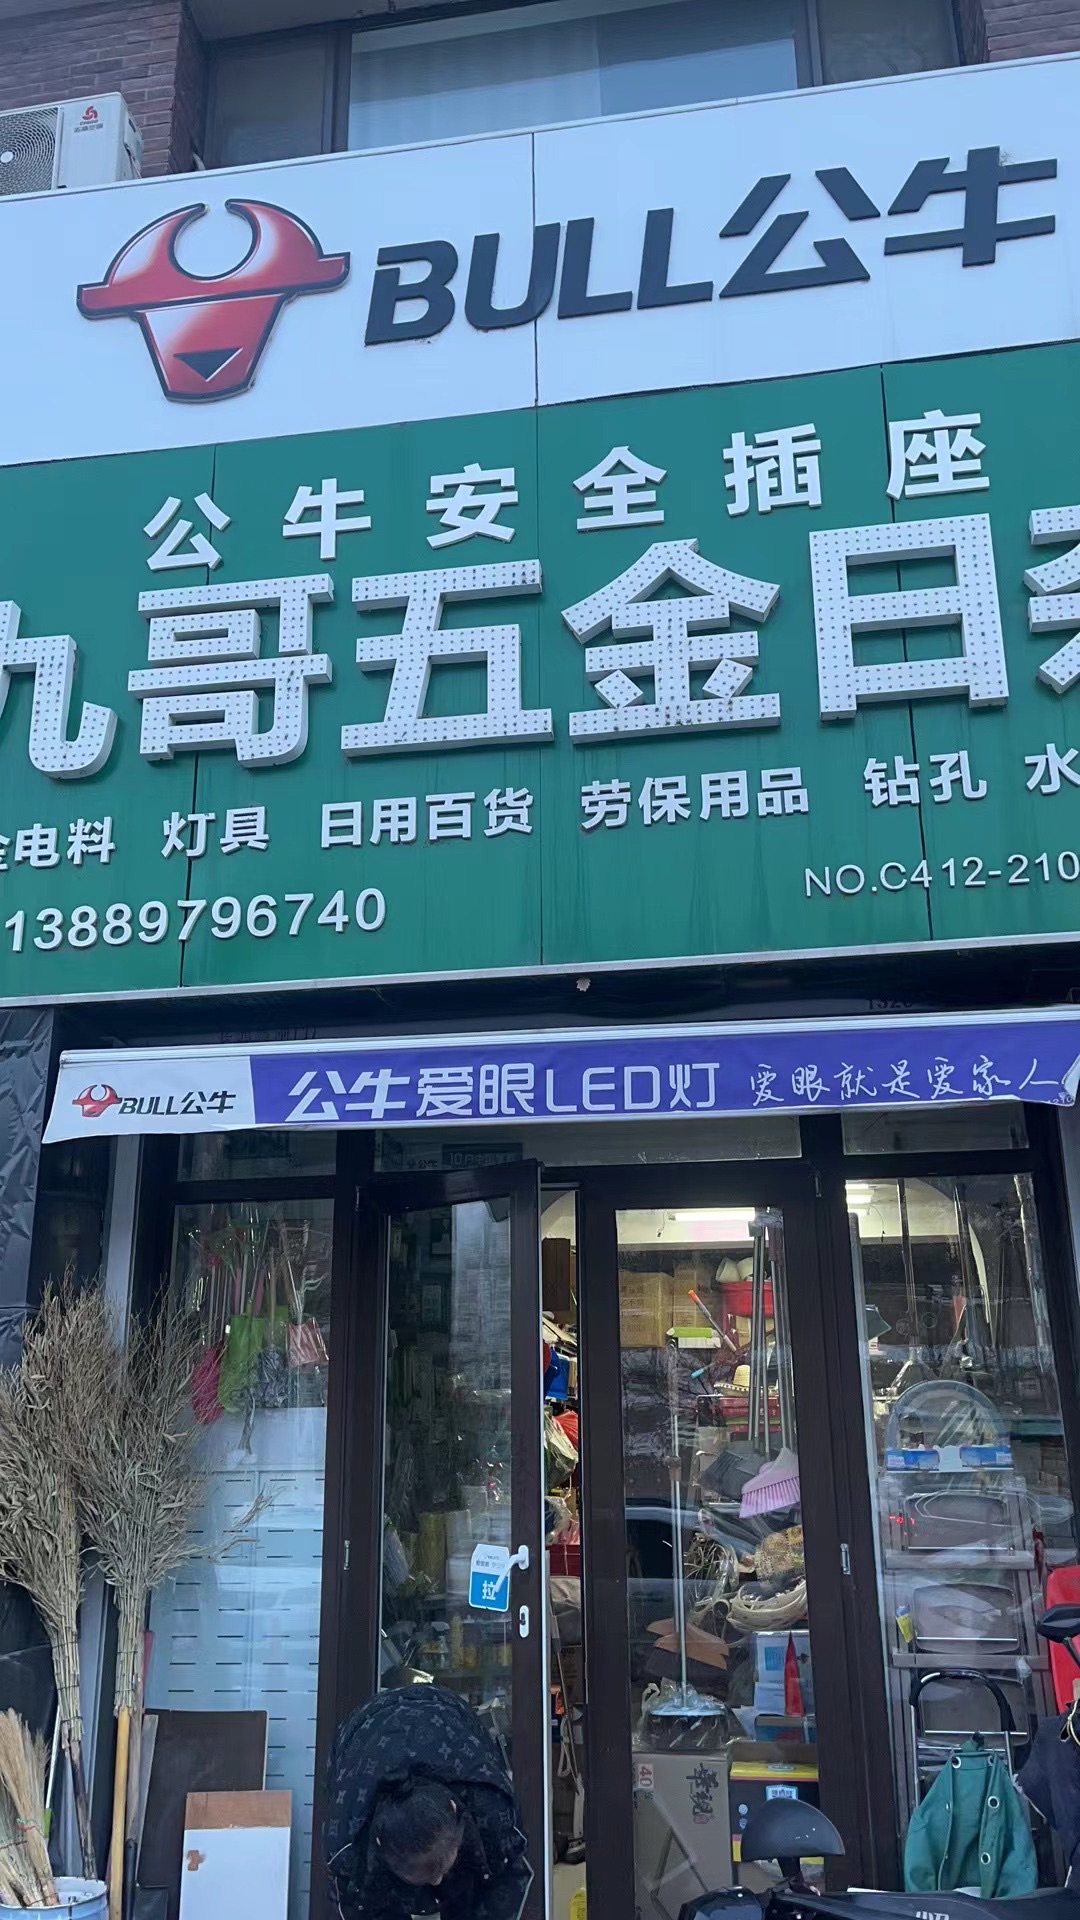 BULL公牛
公牛安全插座
九哥五金日杂
金电料 灯具 日用百货 劳保用品 钻孔 水
13889796740
NO.C412-210
BULL公牛 公牛爱眼LED灯 爱眼就是爱家人
拉
40